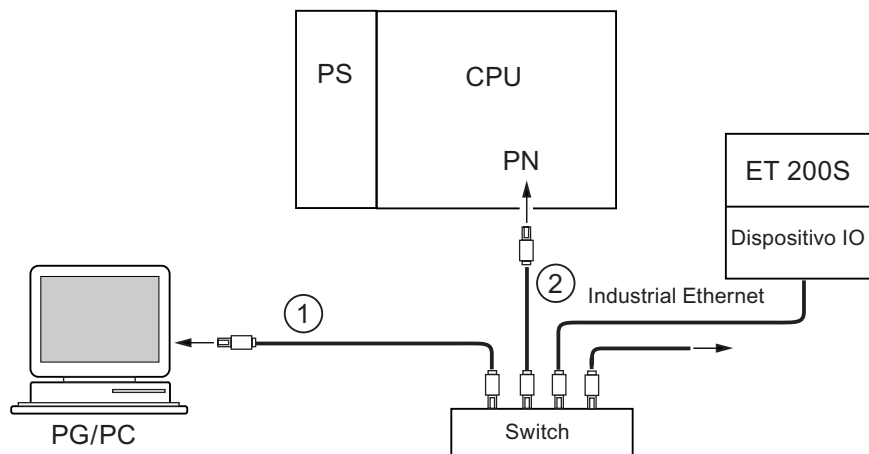 PS
CPU
PN
ET 200S
Dispositivo IO
1
2
Industrial Ethernet
PG/PC
Switch